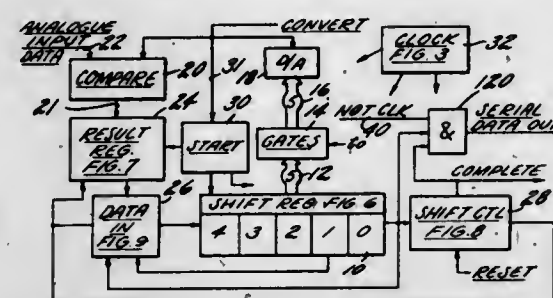 ANALOGUE
INPUT 22
DATA
CONVERT
COMPARE
20
21
31
D/A
18
16
14
CLOCK
FIG. 3
32
120
NOT CLK
40
&
SERIAL
DATA OUT
24
RESULT
REG.
FIG. 7
30
START
GATES
40
12
COMPLETE
26
DATA
IN
FIG. 9
SHIFT REG. FIG 6
4 3 2 1 0
10
SHIFT CTL
FIG. 8
28
RESET